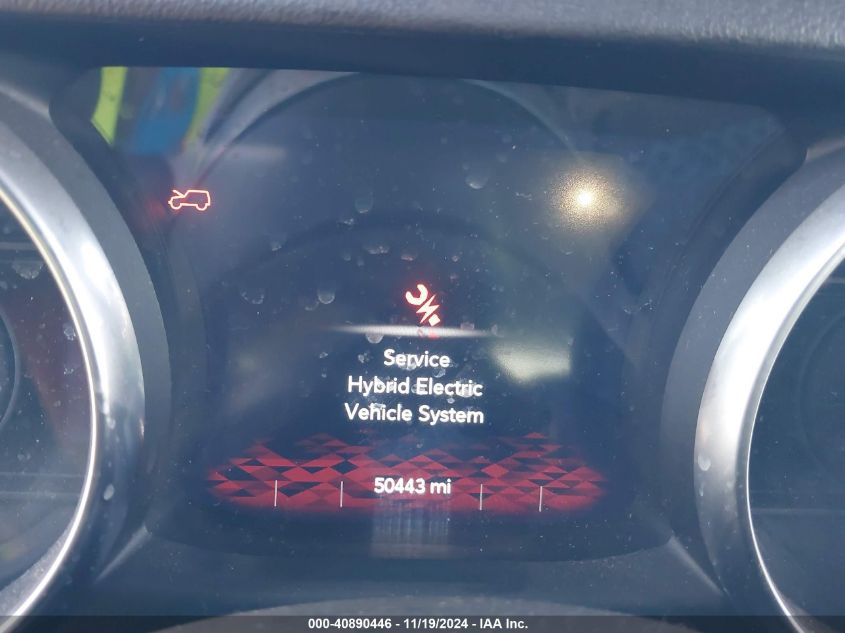 Service
Hybrid Electric
Vehicle System
50443 mi
000-40890446 - 11/19/2024 - IAA Inc.